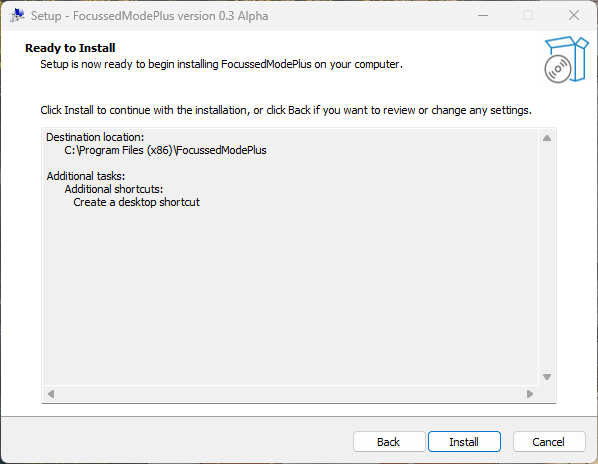 Setup - FocussedModePlus version 0.3 Alpha
Ready to Install
Setup is now ready to begin installing FocussedModePlus on your computer.
Click Install to continue with the installation, or click Back if you want to review or change any settings.
Destination location:
C:\Program Files (x86)\FocussedModePlus
Additional tasks:
Additional shortcuts:
Create a desktop shortcut
Back
Install
Cancel